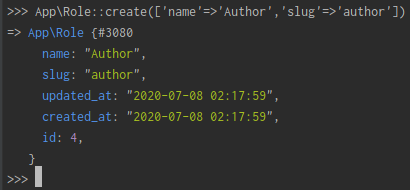 >>> App\Role::create(['name'=>'Author','slug'=>'author'])
=> App\Role {#3080
name: "Author",
slug: "author",
updated_at: "2020-07-08 02:17:59",
created_at: "2020-07-08 02:17:59",
id: 4,
}
>>>